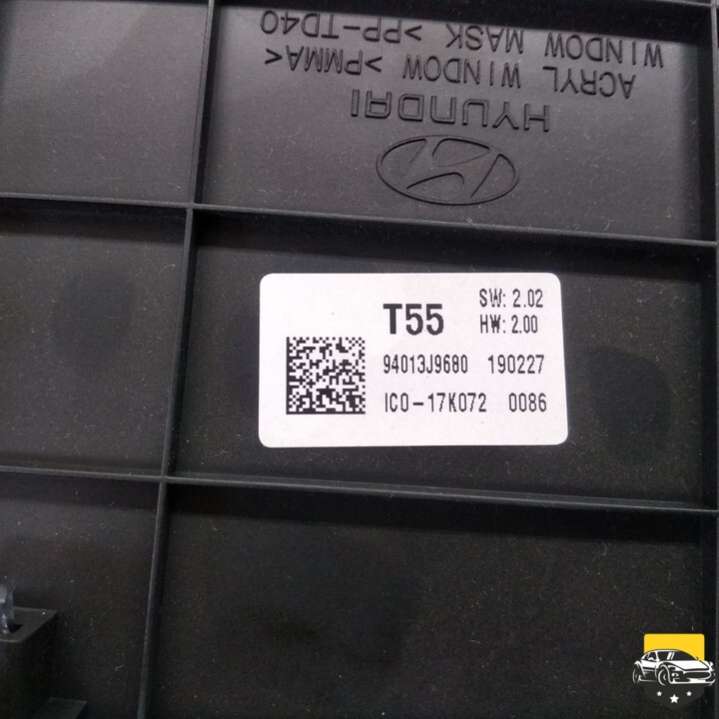 HYUNDAI
ACRYL WINDOW >PMMA<
WINDOW MASK >PP-TD40
T55
SW: 2.02
HW: 2.00
94013J9680 190227
ICO-17K072 0086